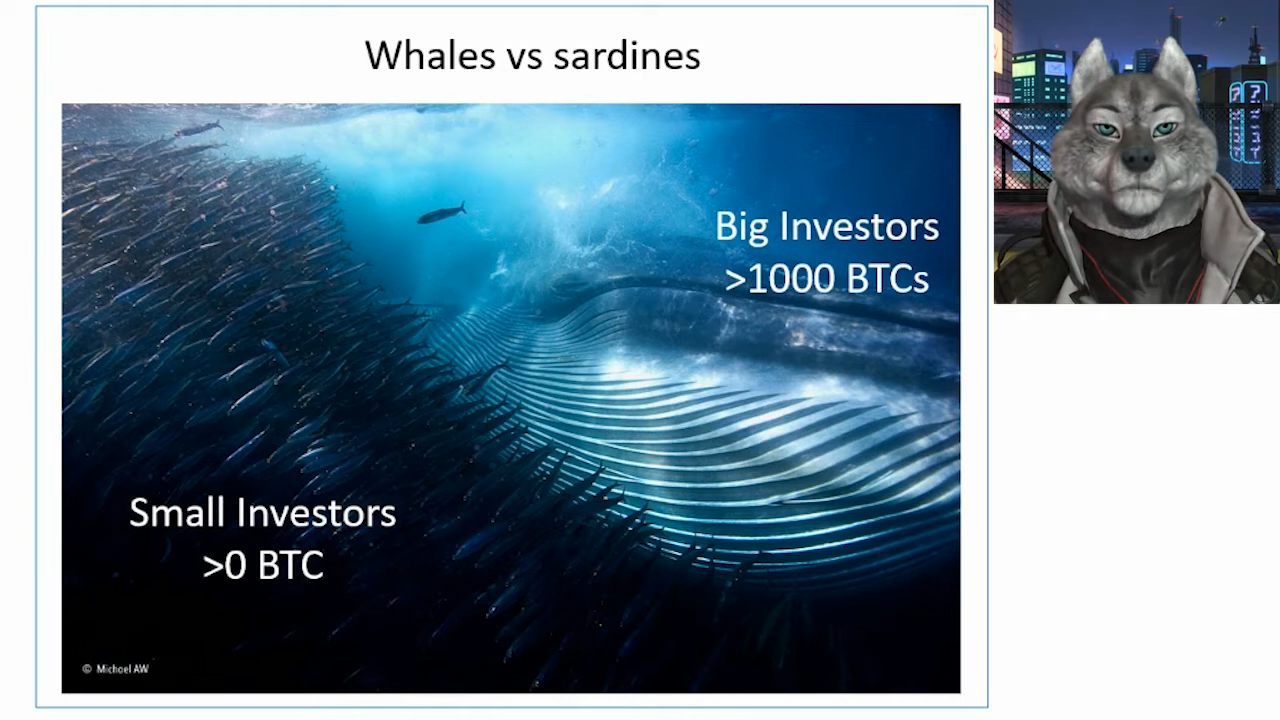 Whales vs sardines
Big Investors
>1000 BTCs
Small Investors
>0 BTC
© Michael AW